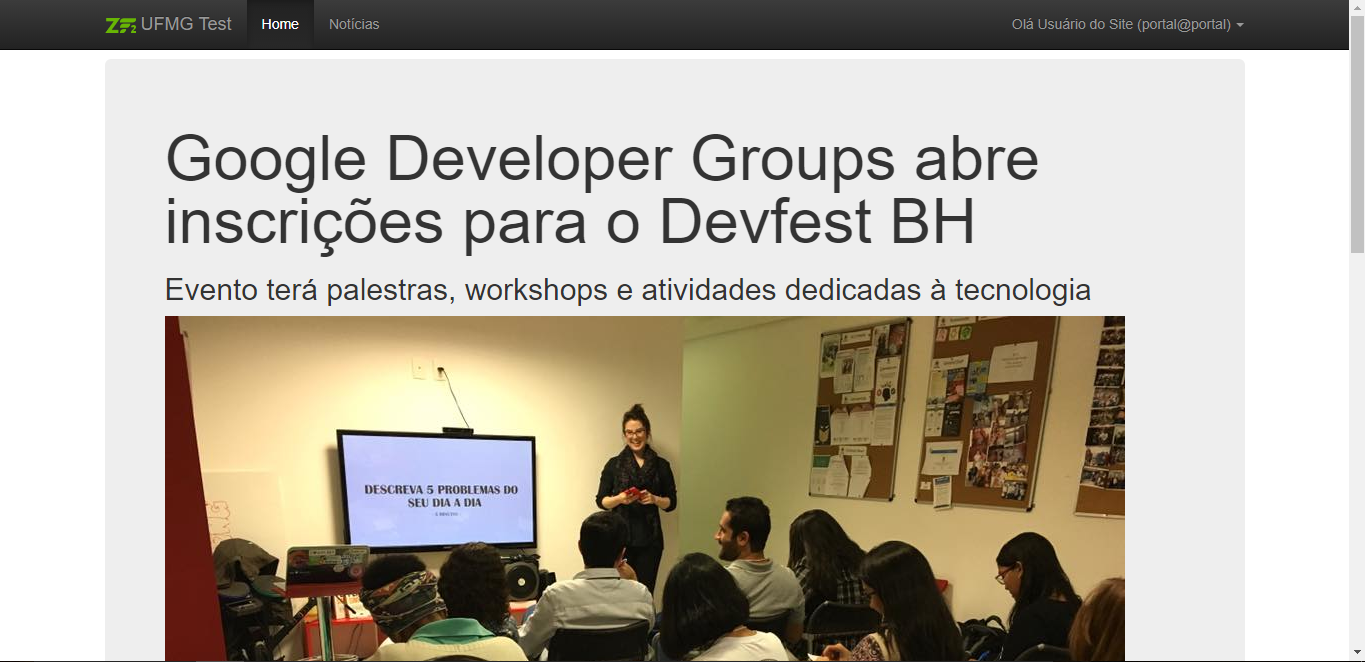 ZF2 UFMG Test Home Notícias Olá Usuário do Site (portal@portal)
Google Developer Groups abre
inscrições para o Devfest BH
Evento terá palestras, workshops e atividades dedicadas à tecnologia
DESCREVA 5 PROBLEMAS DO
SEU DIA A DIA